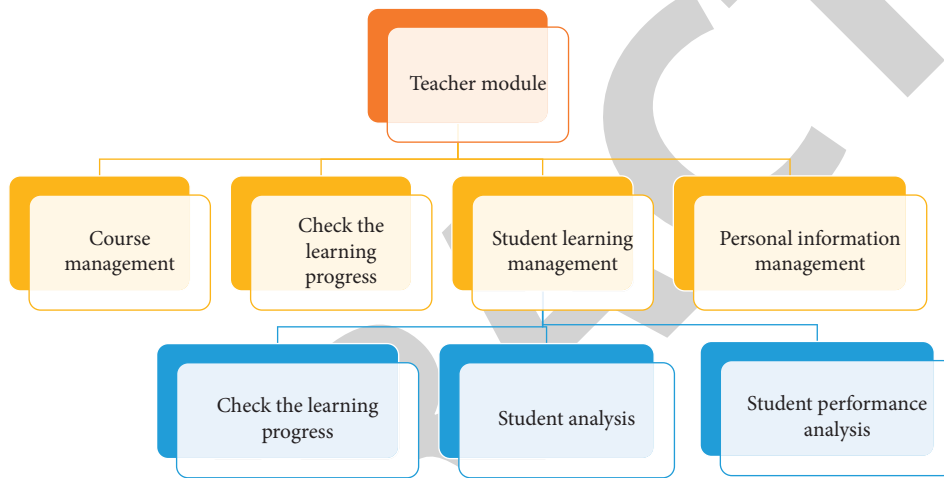 Teacher module
Course
management
Check the
learning
progress
Student learning
management
Personal information
management
Check the learning
progress
Student analysis
Student performance
analysis